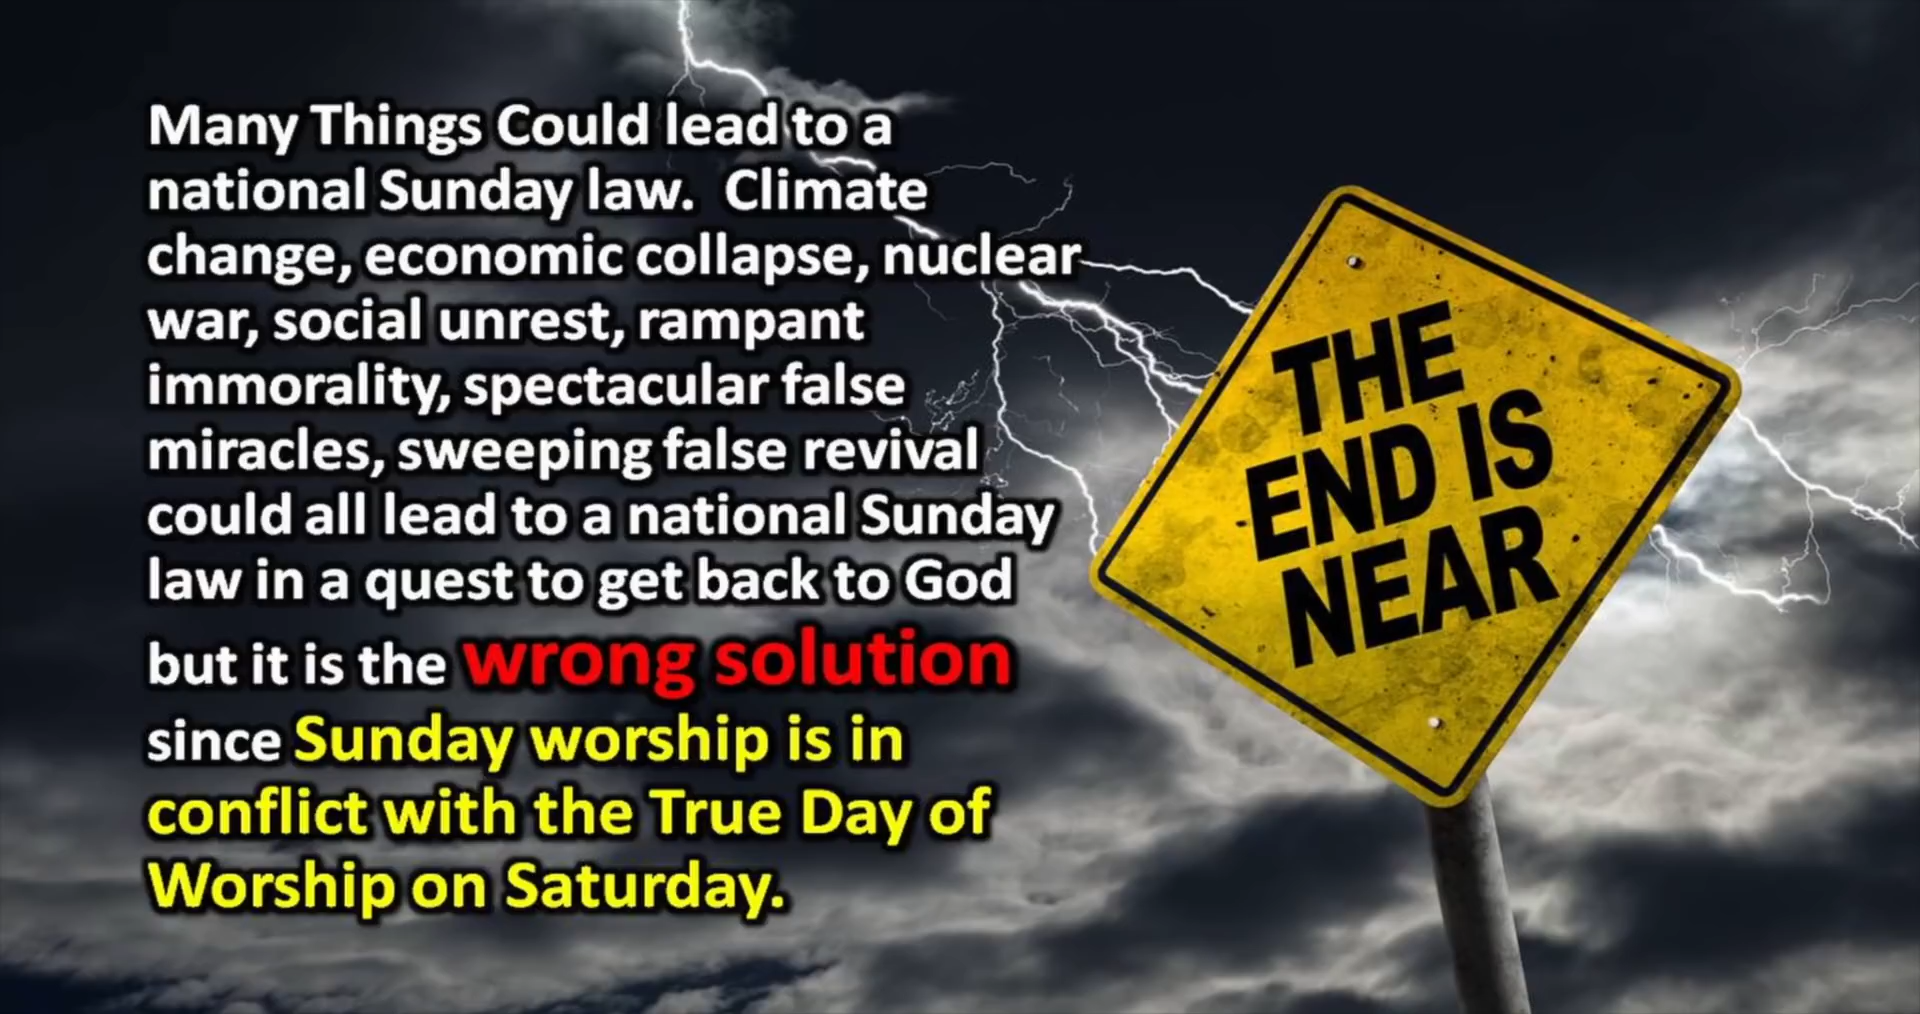 Many Things Could lead to a
national Sunday law.  Climate
change, economic collapse, nuclear
war, social unrest, rampant
immorality, spectacular false
miracles, sweeping false revival
could all lead to a national Sunday
law in a quest to get back to God
but it is the wrong solution
since Sunday worship is in
conflict with the True Day of
Worship on Saturday.
THE
END IS
NEAR